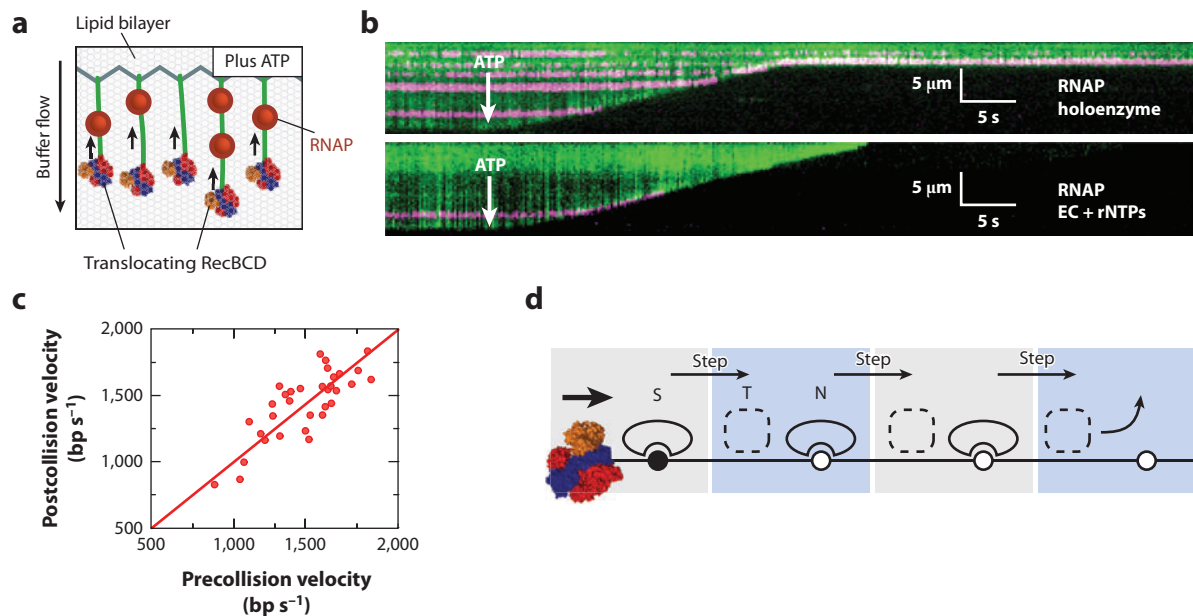 a
Lipid bilayer
Plus ATP
Buffer flow
RNAP
Translocating RecBCD
b
ATP
5 μm
5 s
RNAP
holoenzyme
ATP
5 μm
5 s
RNAP
EC + rNTPs
c
Postcollision velocity
(bp s⁻¹)
2,000
1,500
1,000
500
500
1,000
1,500
2,000
Precollision velocity
(bp s⁻¹)
d
Step
Step
Step
S
T
N